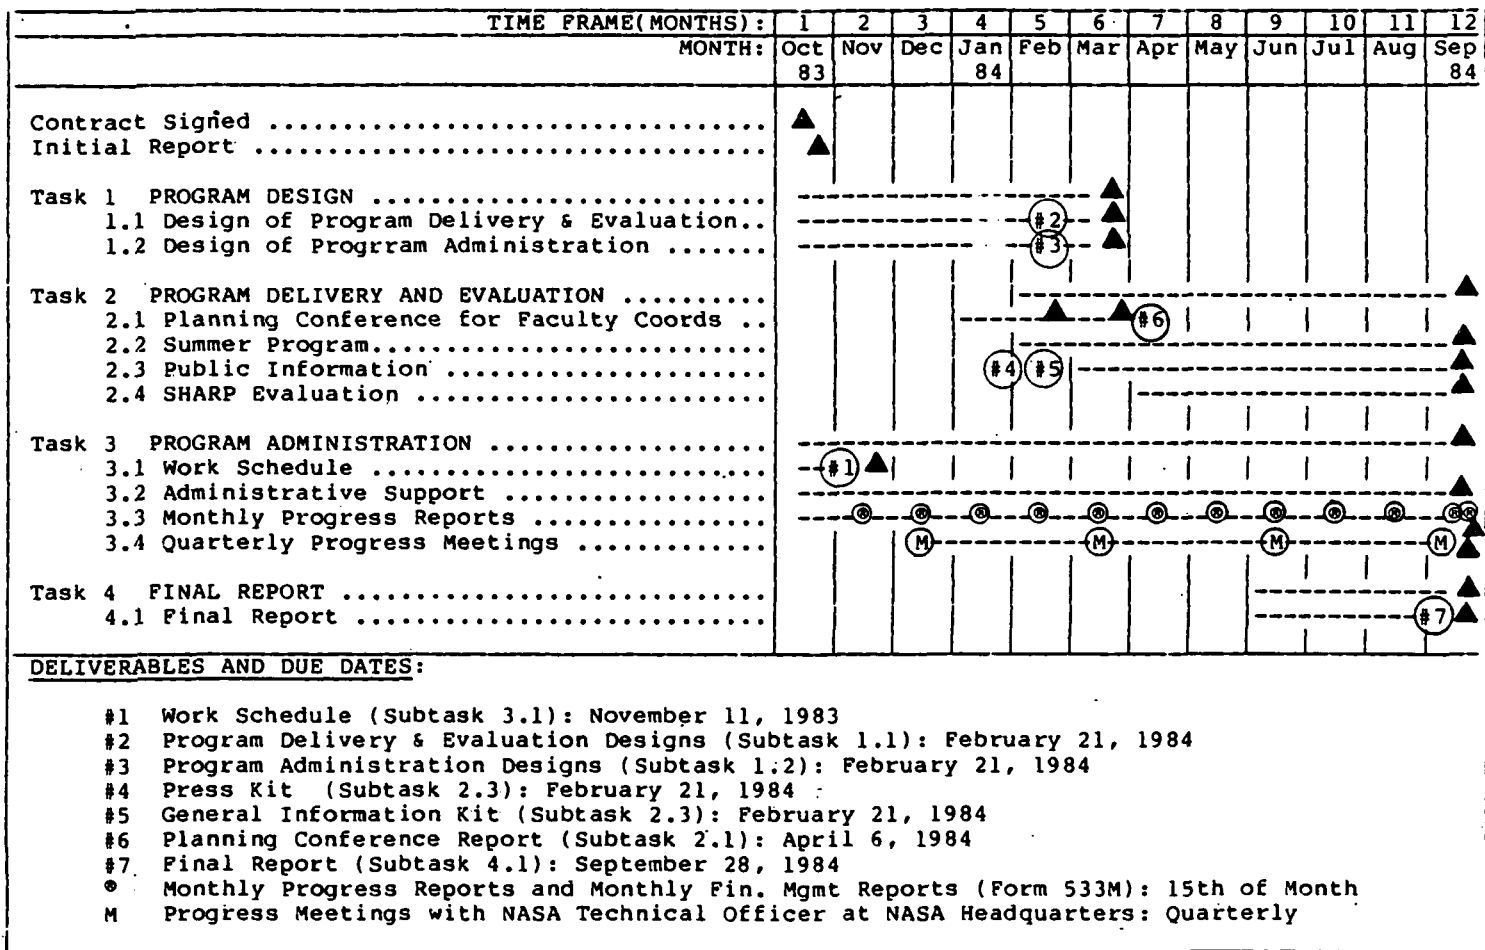 TIME FRAME(MONTHS): 1 2 3 4 5 6 7 8 9 10 11 12
MONTH: Oct Nov Dec Jan Feb Mar Apr May Jun Jul Aug Sep
83 84 84
Contract Signed ..................................
Initial Report ...................................
Task 1 PROGRAM DESIGN ...........................
1.1 Design of Program Delivery & Evaluation.. #2
1.2 Design of Progrram Administration ....... #3
Task 2 PROGRAM DELIVERY AND EVALUATION ..........
2.1 Planning Conference for Faculty Coords .. #6
2.2 Summer Program...........................
2.3 Public Information ...................... #4 #5
2.4 SHARP Evaluation ........................
Task 3 PROGRAM ADMINISTRATION ...................
3.1 Work Schedule ........................... #1
3.2 Administrative Support ..................
3.3 Monthly Progress Reports ................ ® ® ® ® ® ® ® ® ® ® ® ®
3.4 Quarterly Progress Meetings ............. M M M M
Task 4 FINAL REPORT .............................
4.1 Final Report ............................ #7
DELIVERABLES AND DUE DATES:
#1 Work Schedule (Subtask 3.1): November 11, 1983
#2 Program Delivery & Evaluation Designs (Subtask 1.1): February 21, 1984
#3 Program Administration Designs (Subtask 1.2): February 21, 1984
#4 Press Kit (Subtask 2.3): February 21, 1984
#5 General Information Kit (Subtask 2.3): February 21, 1984
#6 Planning Conference Report (Subtask 2.1): April 6, 1984
#7 Final Report (Subtask 4.1): September 28, 1984
® Monthly Progress Reports and Monthly Fin. Mgmt Reports (Form 533M): 15th of Month
M Progress Meetings with NASA Technical Officer at NASA Headquarters: Quarterly